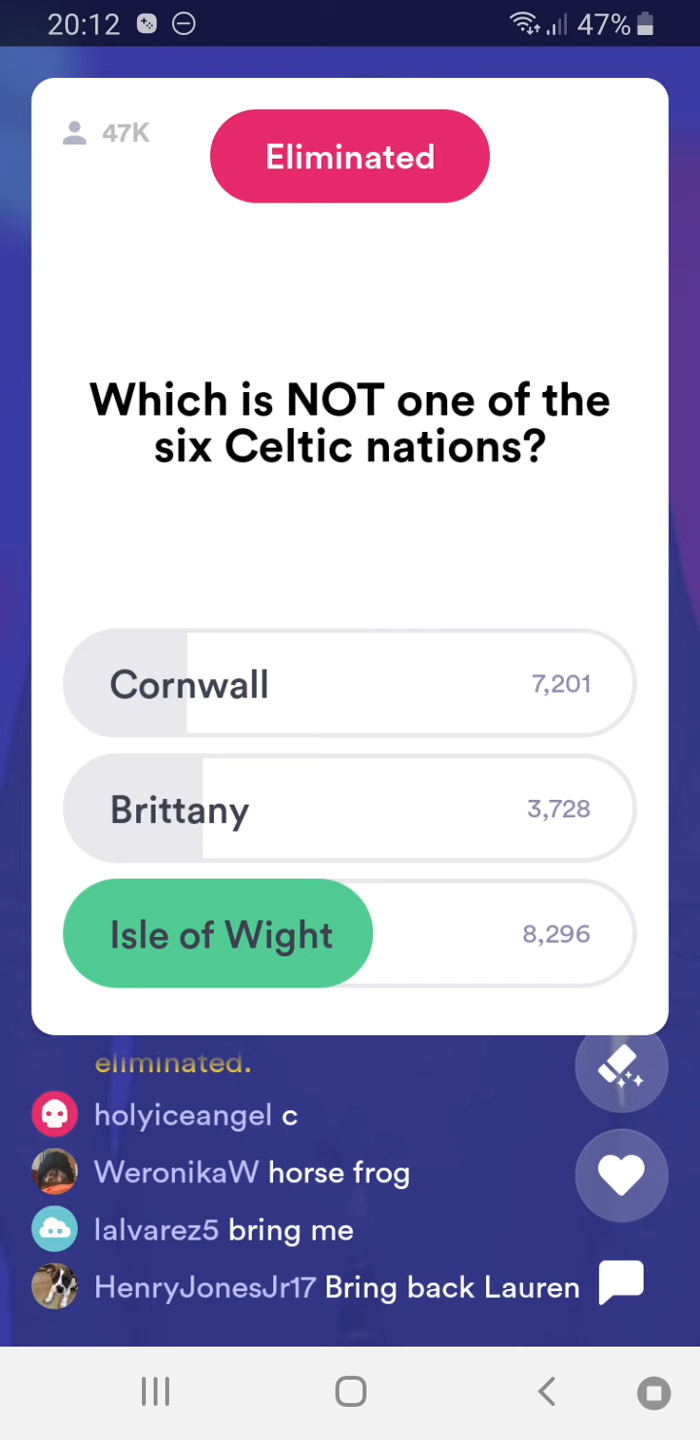 20:12
47%
47K
Eliminated
Which is NOT one of the
six Celtic nations?
Cornwall 7,201
Brittany 3,728
Isle of Wight 8,296
eliminated.
holyiceangel c
WeronikaW horse frog
lalvarez5 bring me
HenryJonesJr17 Bring back Lauren